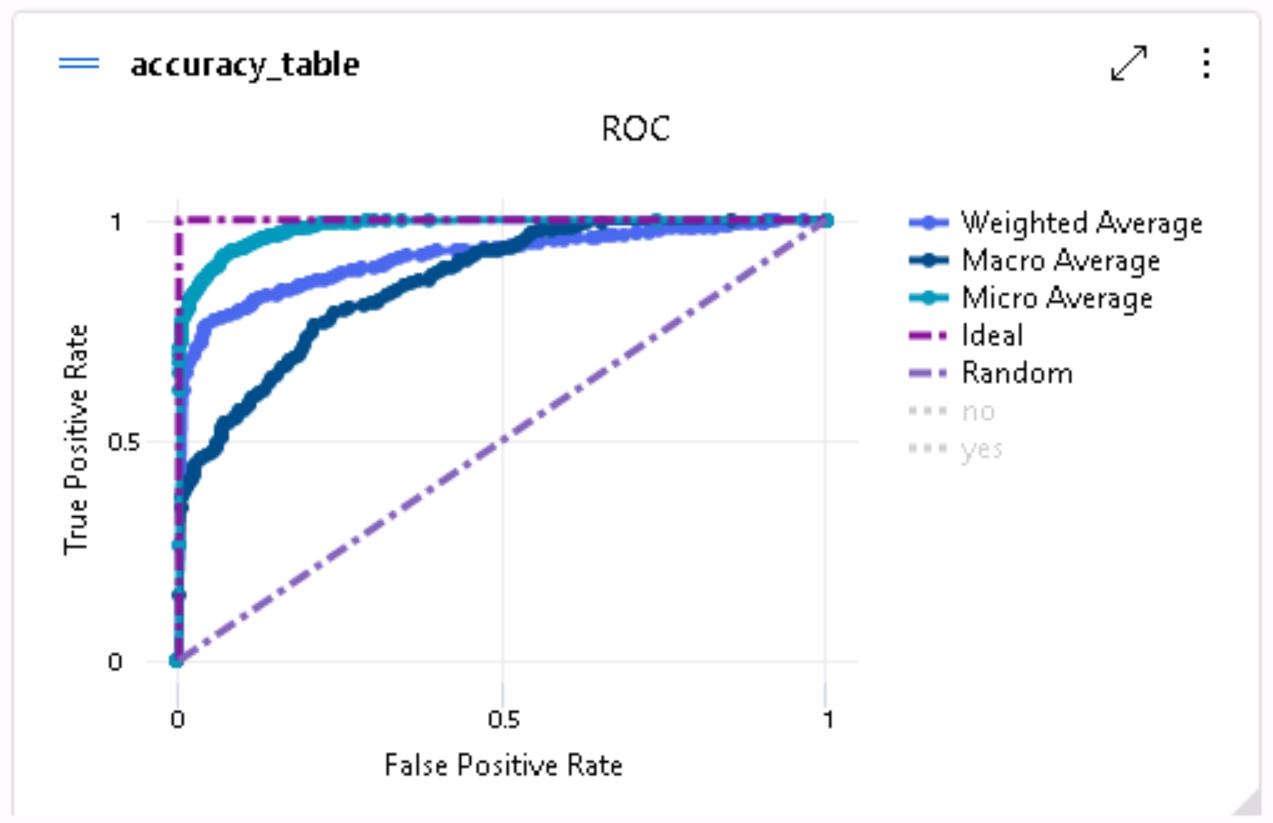 accuracy_table
ROC
1
0.5
0
True Positive Rate
0
0.5
1
False Positive Rate
Weighted Average
Macro Average
Micro Average
Ideal
Random
no
yes